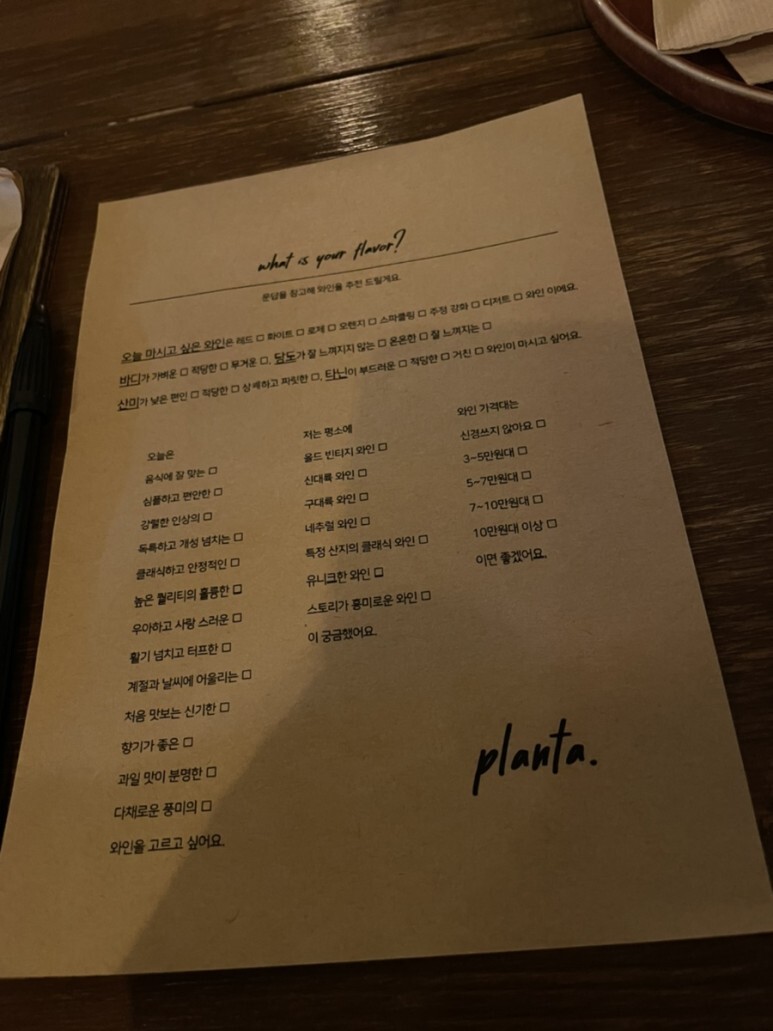 what is your flavor?
문답을 참고해 와인을 추천 드릴게요.
오늘 마시고 싶은 와인은 레드 □ 화이트 □ 로제 □ 오렌지 □ 스파클링 □ 주정 강화 □ 디저트 □ 와인 이에요.
바디가 가벼운 □ 적당한 □ 무거운 □, 당도가 잘 느껴지지 않는 □ 은은한 □ 잘 느껴지는 □
산미가 낮은 편인 □ 적당한 □ 상쾌하고 짜릿한 □, 타닌이 부드러운 □ 적당한 □ 거친 □ 와인이 마시고 싶어요.
오늘은
음식에 잘 맞는 □
심플하고 편안한 □
강렬한 인상의 □
독특하고 개성 넘치는 □
클래식하고 안정적인 □
높은 퀄리티의 훌륭한 □
우아하고 사랑 스러운 □
활기 넘치고 터프한 □
계절과 날씨에 어울리는 □
처음 맛보는 신기한 □
향기가 좋은 □
과일 맛이 분명한 □
다채로운 풍미의 □
와인을 고르고 싶어요.
저는 평소에
올드 빈티지 와인 □
신대륙 와인 □
구대륙 와인 □
네추럴 와인 □
특정 산지의 클래식 와인 □
유니크한 와인 □
스토리가 흥미로운 와인 □
이 궁금했어요.
와인 가격대는
신경쓰지 않아요 □
3~5만원대 □
5~7만원대 □
7~10만원대 □
10만원대 이상 □
이면 좋겠어요.
planta.